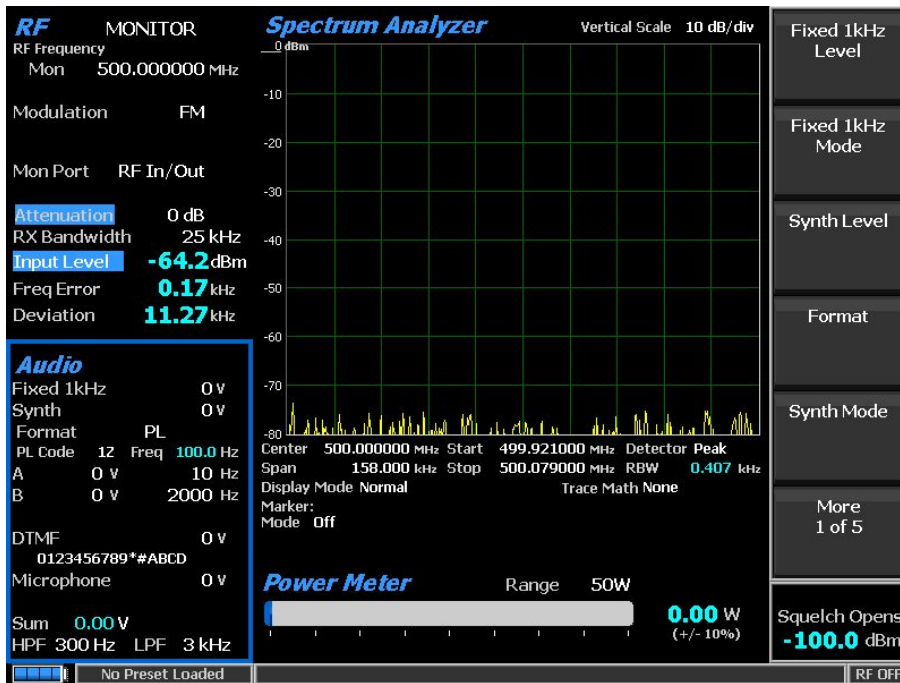 RF MONITOR
RF Frequency
Mon 500.000000 MHz
Modulation FM
Mon Port RF In/Out
Attenuation 0 dB
RX Bandwidth 25 kHz
Input Level -64.2 dBm
Freq Error 0.17 kHz
Deviation 11.27 kHz
Audio
Fixed 1kHz 0 V
Synth 0 V
Format PL
PL Code 1Z Freq 100.0 Hz
A 0 V 10 Hz
B 0 V 2000 Hz
DTMF 0 V
0123456789*#ABCD
Microphone 0 V
Sum 0.00 V
HPF 300 Hz LPF 3 kHz
Spectrum Analyzer Vertical Scale 10 dB/div
0 dBm
-10
-20
-30
-40
-50
-60
-70
-80
Center 500.000000 MHz Start 499.921000 MHz Detector Peak
Span 158.000 kHz Stop 500.079000 MHz RBW 0.407 kHz
Display Mode Normal Trace Math None
Marker:
Mode Off
Power Meter Range 50W
0.00 W
(+/- 10%)
Fixed 1kHz
Level
Fixed 1kHz
Mode
Synth Level
Format
Synth Mode
More
1 of 5
Squelch Opens
-100.0 dBm
No Preset Loaded
RF OFF